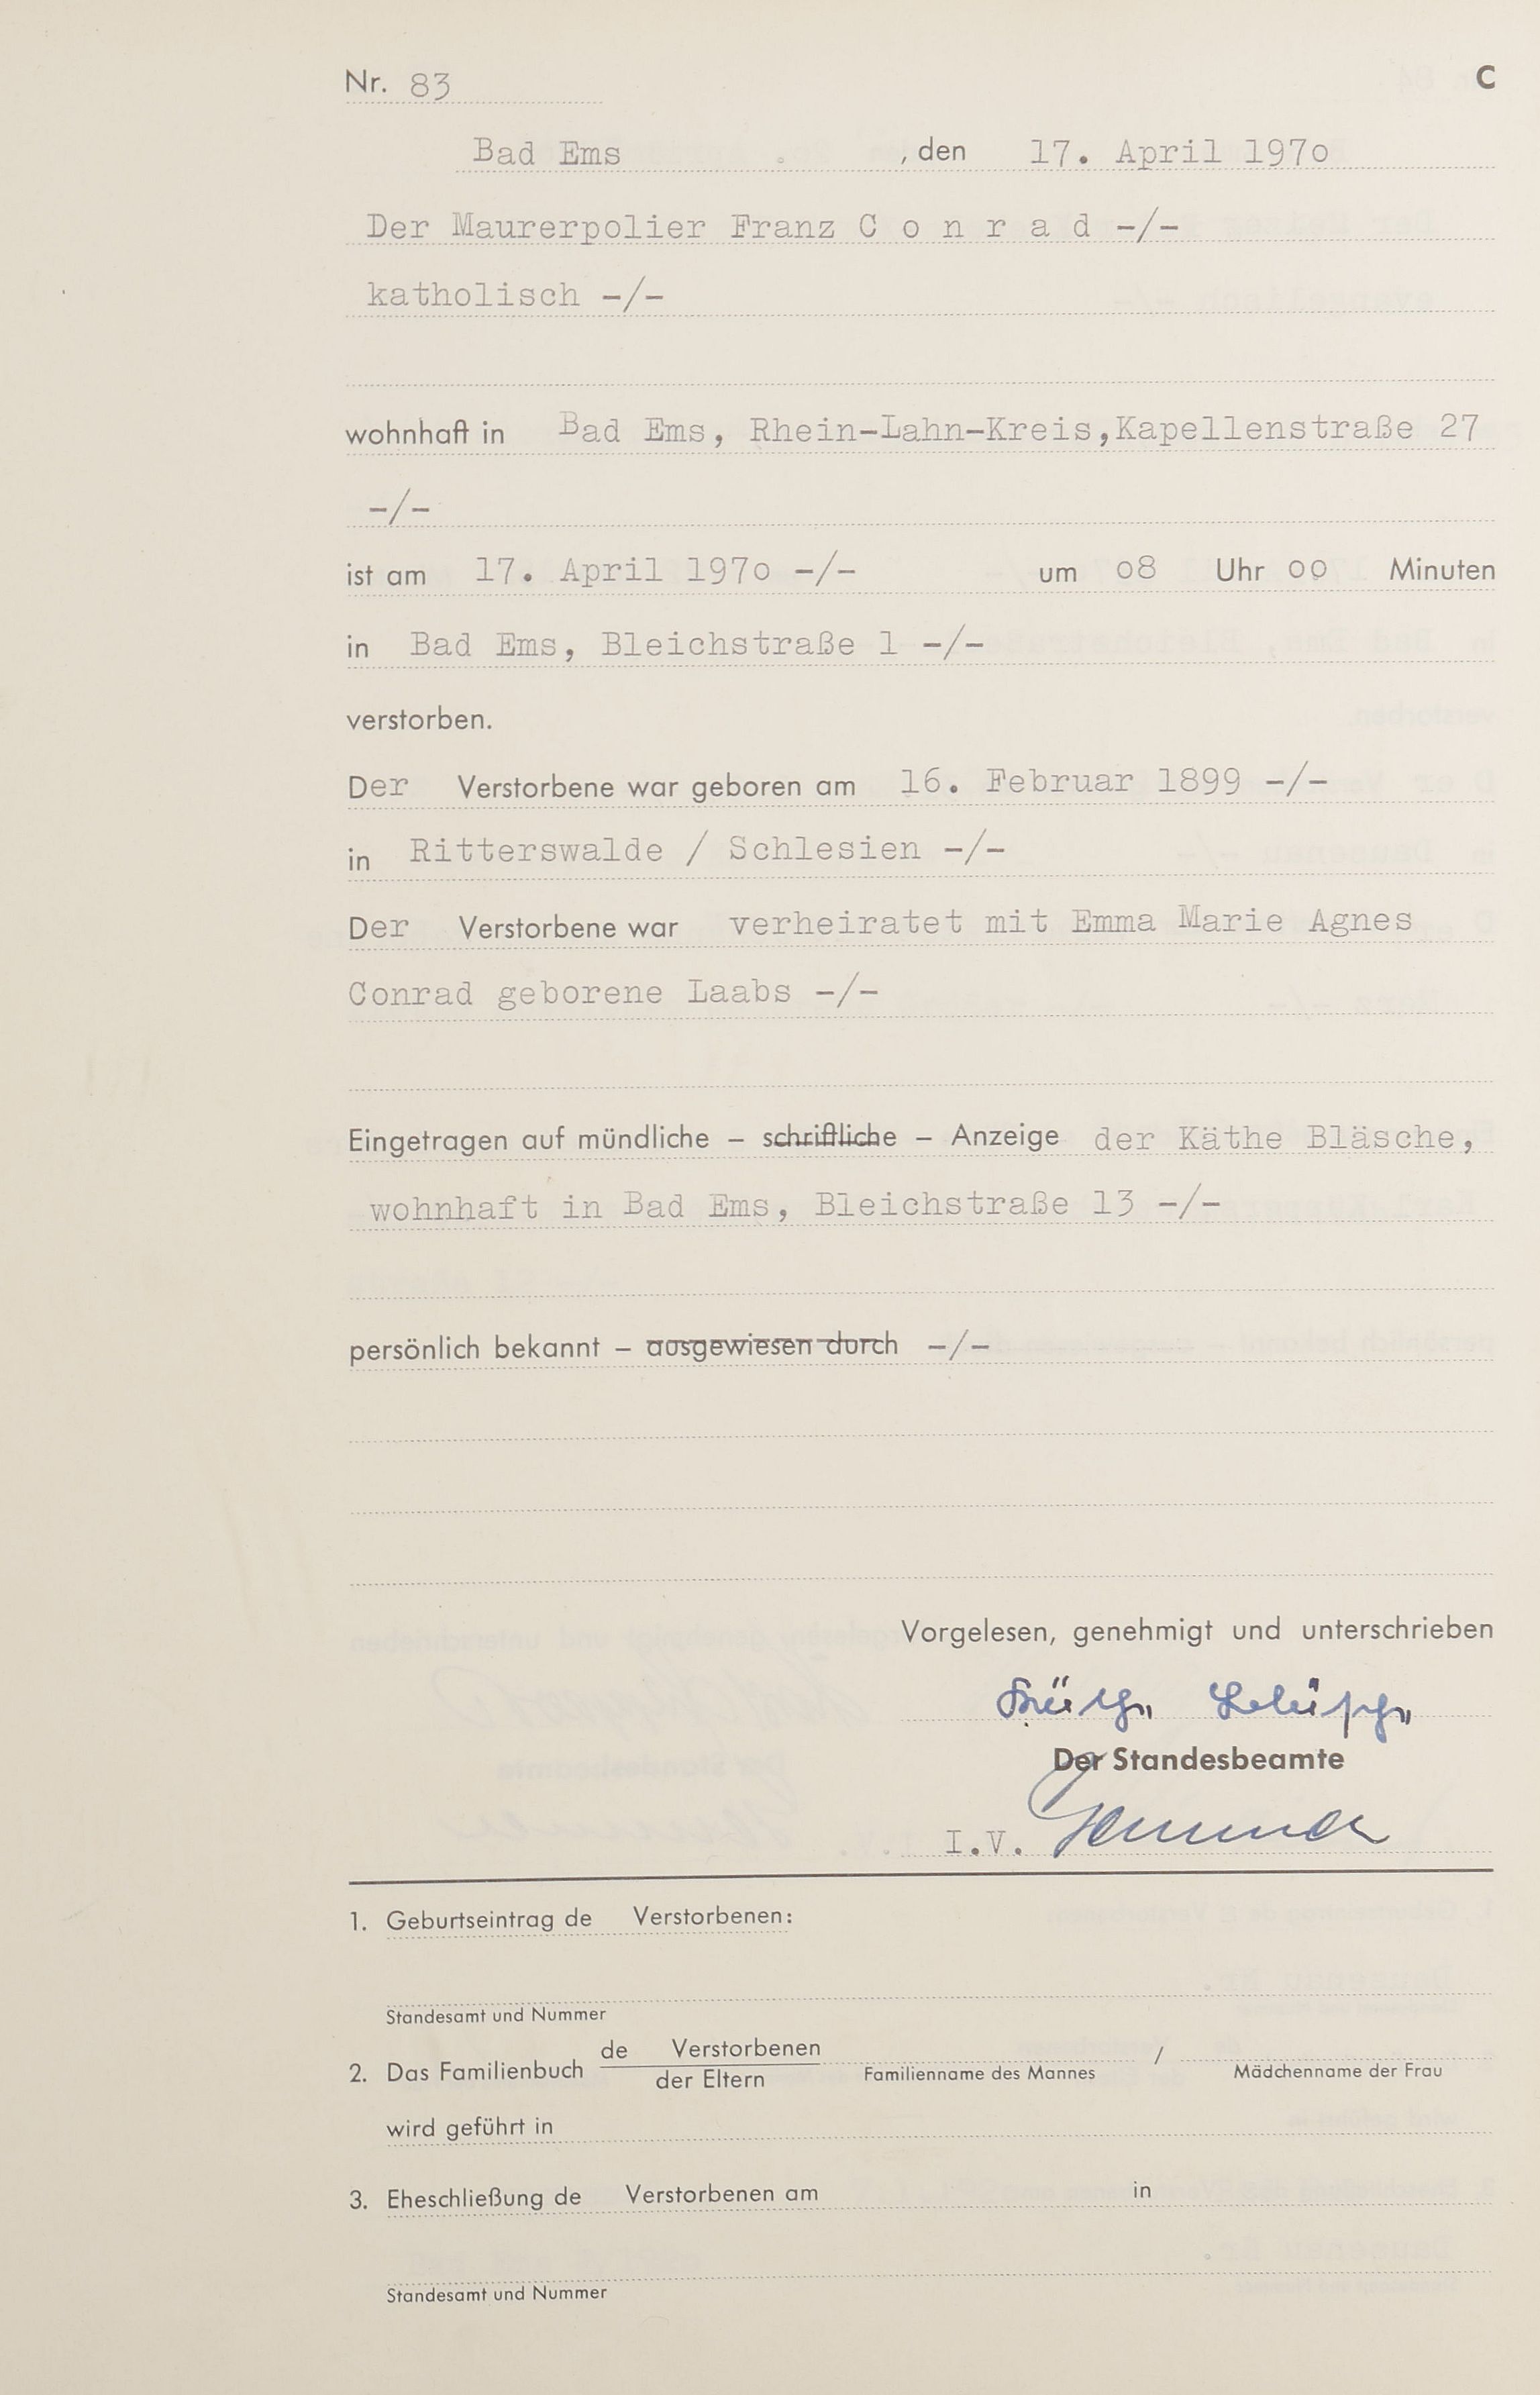 Nr. 83 C
Bad Ems , den 17. April 197o
Der Maurerpolier Franz C o n r a d -/-
katholisch -/-
wohnhaft in Bad Ems, Rhein-Lahn-Kreis,Kapellenstraße 27
-/-
ist am 17. April 197o -/- um o8 Uhr oo Minuten
in Bad Ems, Bleichstraße 1 -/-
verstorben.
Der Verstorbene war geboren am 16. Februar 1899 -/-
in Ritterswalde / Schlesien -/-
Der Verstorbene war verheiratet mit Emma Marie Agnes
Conrad geborene Laabs -/-
Eingetragen auf mündliche – schriftliche – Anzeige der Käthe Bläsche,
wohnhaft in Bad Ems, Bleichstraße 13 -/-
persönlich bekannt – ausgewiesen durch -/-
Vorgelesen, genehmigt und unterschrieben
Der Standesbeamte
I.V.
1. Geburtseintrag de Verstorbenen:
Standesamt und Nummer
2. Das Familienbuch de Verstorbenen / der Eltern
Familienname des Mannes / Mädchenname der Frau
wird geführt in
3. Eheschließung de Verstorbenen am in
Standesamt und Nummer